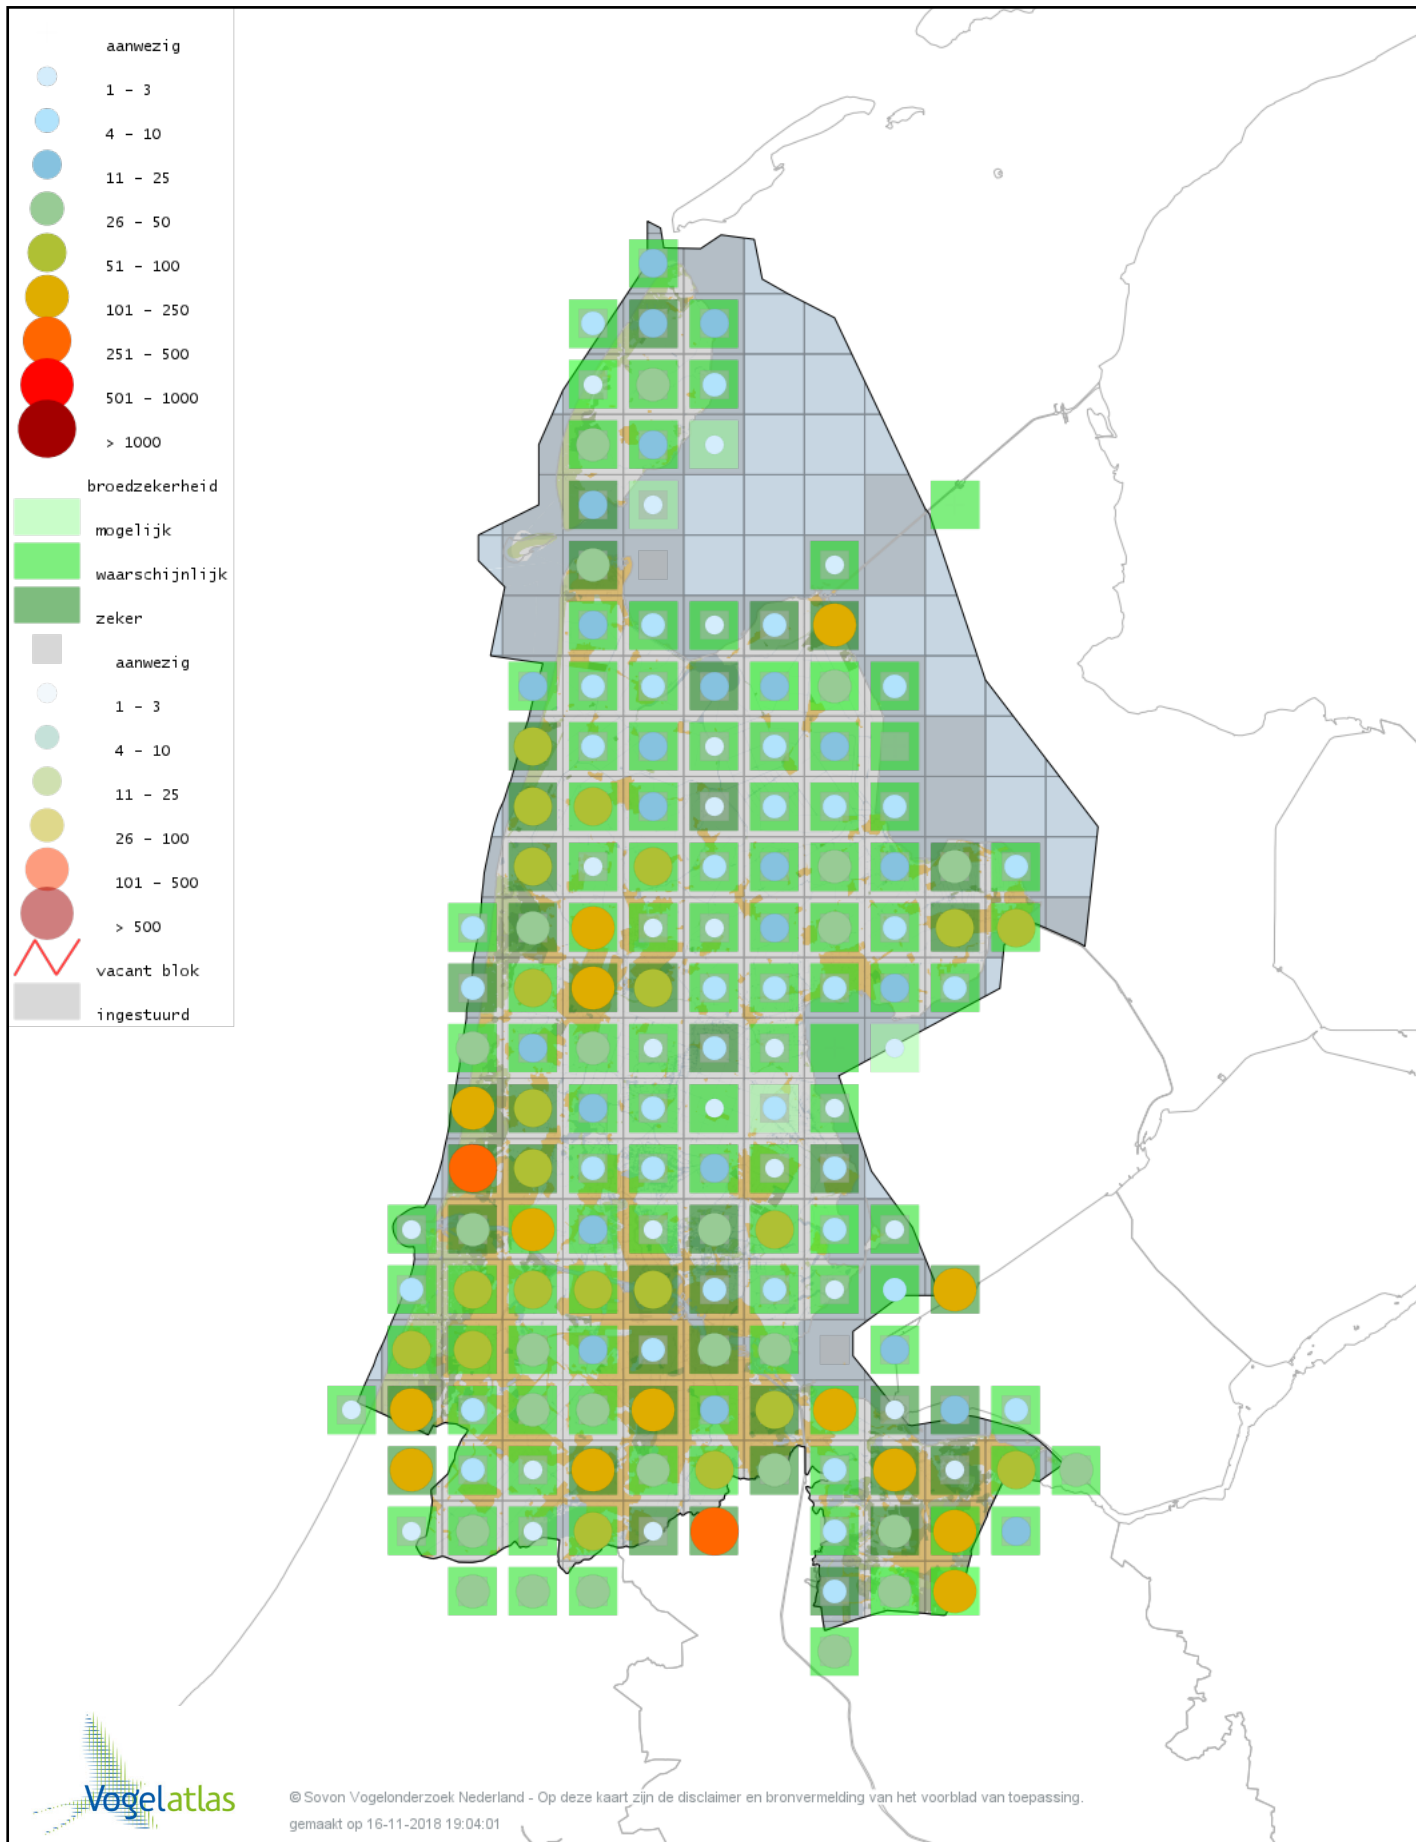 aanwezig
1 - 3
4 - 10
11 - 25
26 - 50
51 - 100
101 - 250
251 - 500
501 - 1000
> 1000
broedzekerheid
mogelijk
waarschijnlijk
zeker
aanwezig
1 - 3
4 - 10
11 - 25
26 - 100
101 - 500
> 500
vacant blok
ingestuurd
Vogelatlas
© Sovon Vogelonderzoek Nederland - Op deze kaart zijn de disclaimer en bronvermelding van het voorblad van toepassing.
gemaakt op 16-11-2018 19:04:01